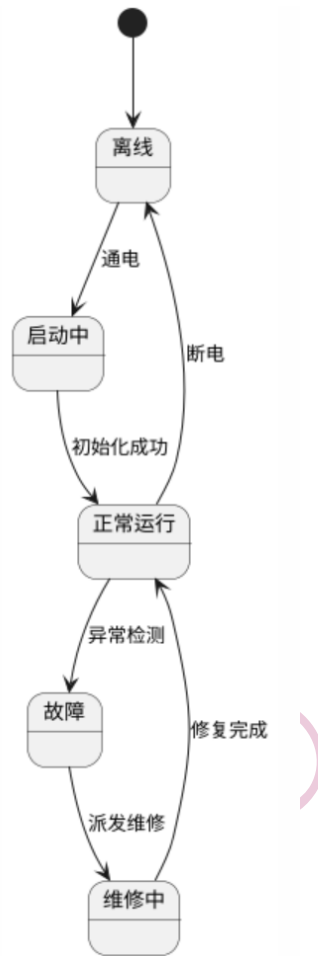 离线
通电
启动中
断电
初始化成功
正常运行
异常检测
故障
修复完成
派发维修
维修中